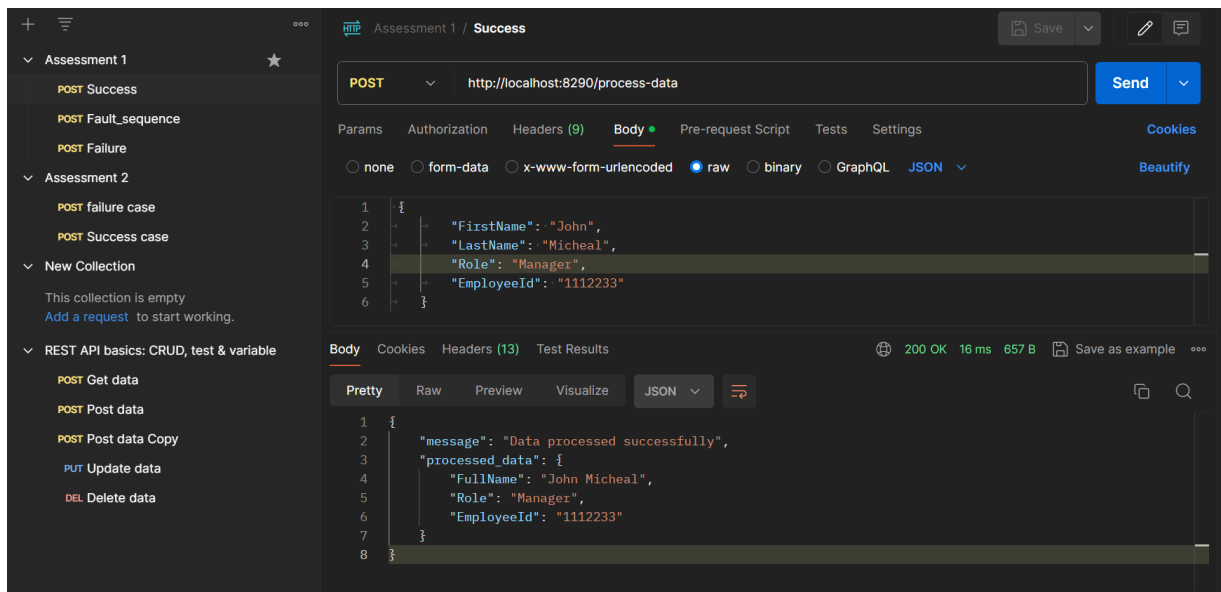 HTTP Assessment 1 / Success Save
Assessment 1
POST Success
POST Fault_sequence
POST Failure
Assessment 2
POST failure case
POST Success case
New Collection
This collection is empty
Add a request to start working.
REST API basics: CRUD, test & variable
POST Get data
POST Post data
POST Post data Copy
PUT Update data
DEL Delete data
POST http://localhost:8290/process-data Send
Params Authorization Headers (9) Body Pre-request Script Tests Settings Cookies
none form-data x-www-form-urlencoded raw binary GraphQL JSON Beautify
1 {
2 "FirstName": "John",
3 "LastName": "Micheal",
4 "Role": "Manager",
5 "EmployeeId": "1112233"
6 }
Body Cookies Headers (13) Test Results 200 OK 16 ms 657 B Save as example
Pretty Raw Preview Visualize JSON
1 {
2 "message": "Data processed successfully",
3 "processed_data": {
4 "FullName": "John Micheal",
5 "Role": "Manager",
6 "EmployeeId": "1112233"
7 }
8 }